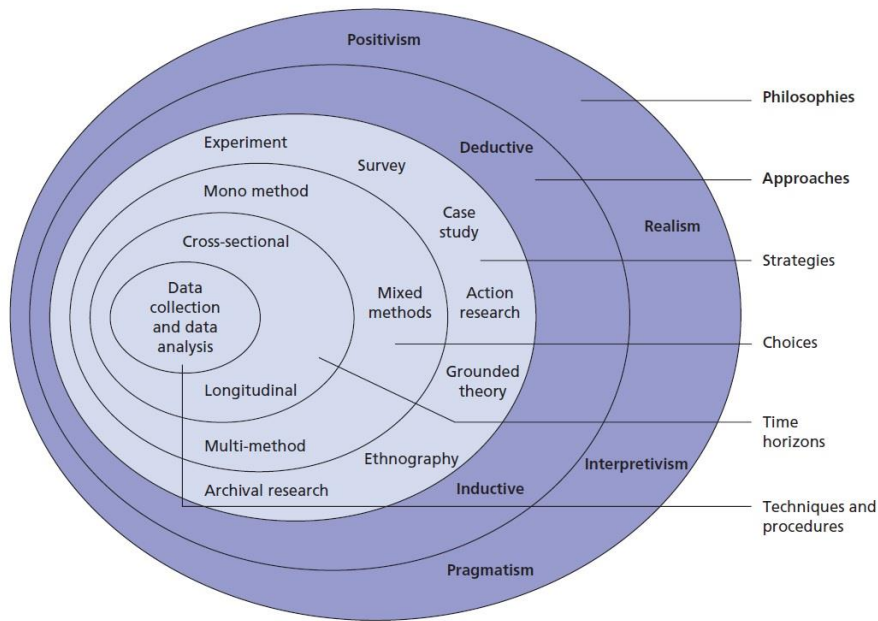 Positivism
Philosophies
Experiment
Deductive
Survey
Approaches
Mono method
Case
study
Realism
Cross-sectional
Strategies
Data
collection
and data
analysis
Mixed
methods
Action
research
Choices
Grounded
theory
Longitudinal
Time
horizons
Multi-method
Ethnography
Interpretivism
Archival research
Inductive
Techniques and
procedures
Pragmatism